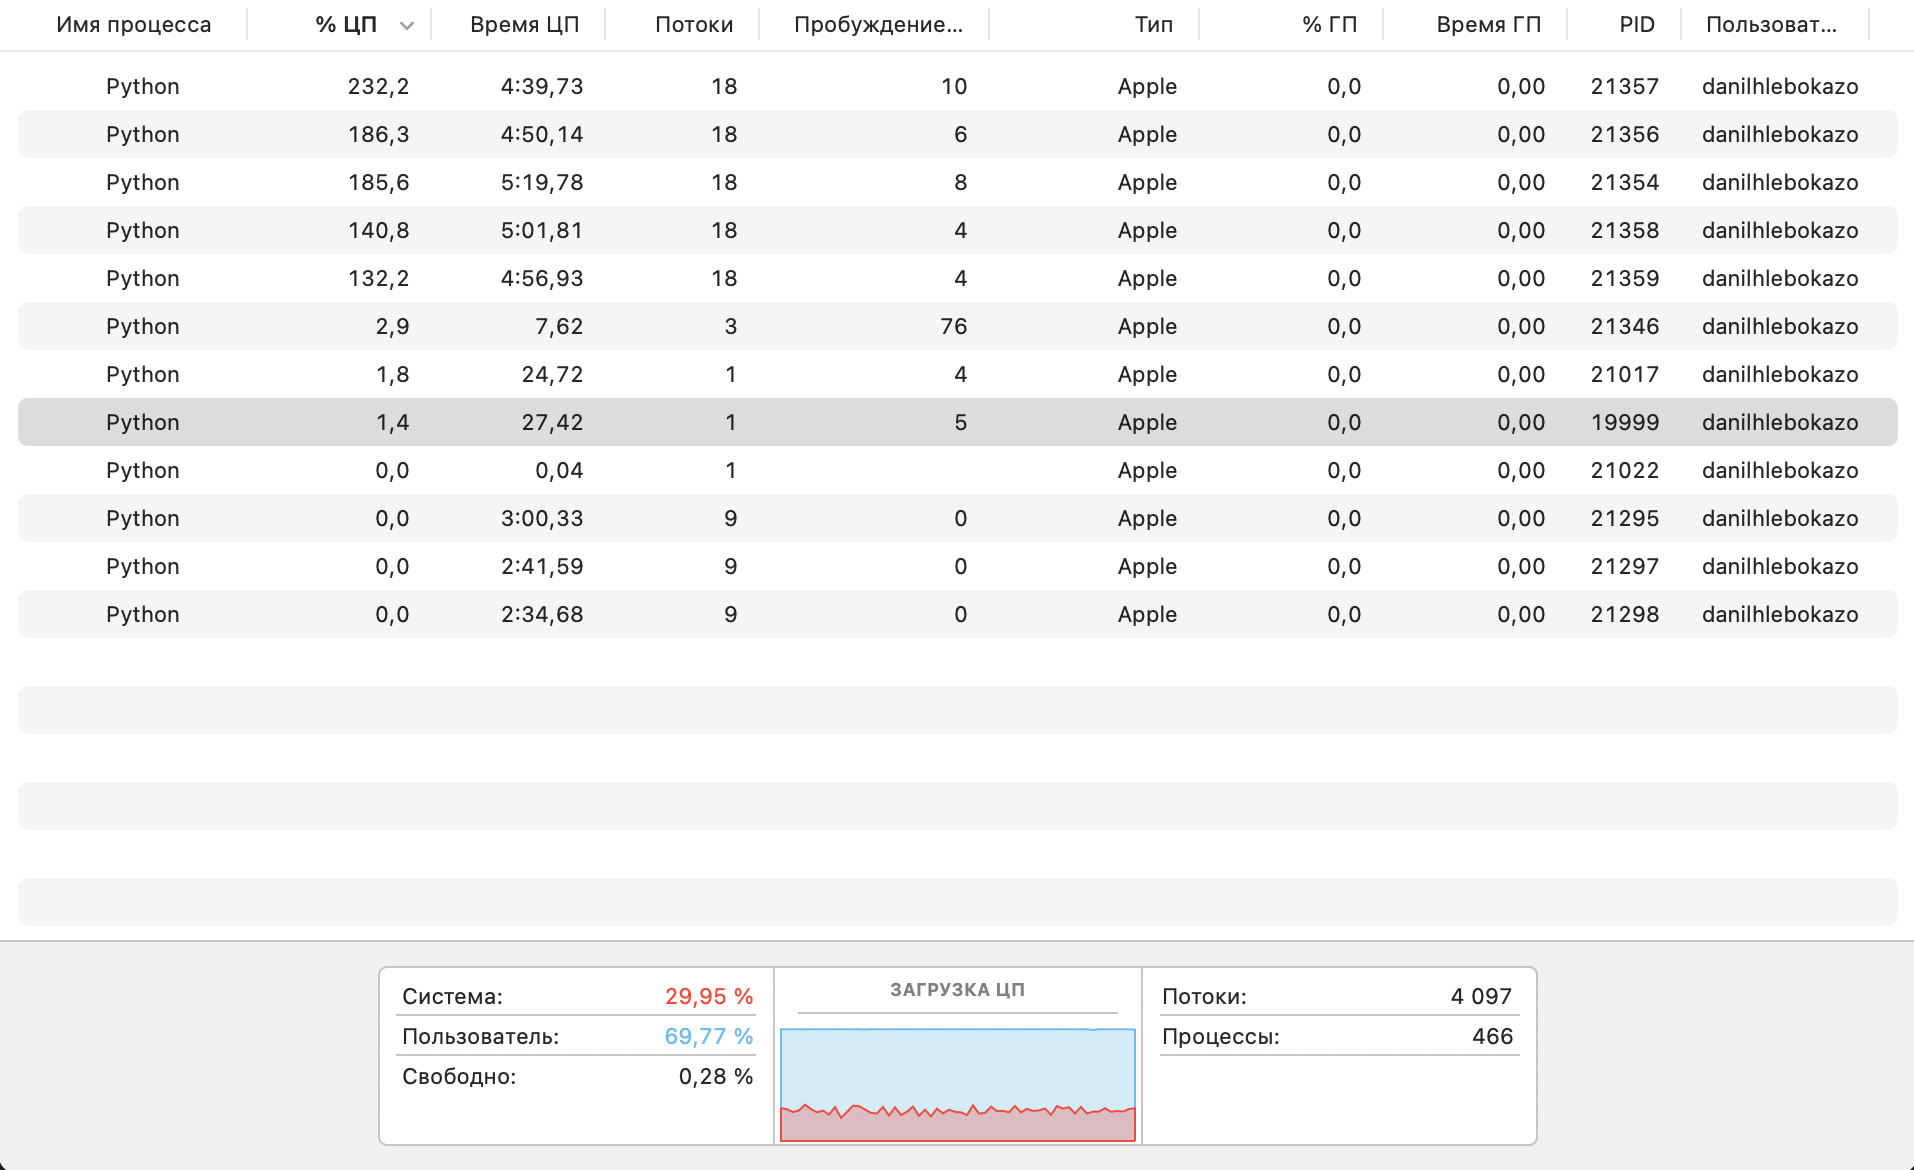 Имя процесса % ЦП Время ЦП Потоки Пробуждение... Тип % ГП Время ГП PID Пользоват...
Python 232,2 4:39,73 18 10 Apple 0,0 0,00 21357 danilhlebokazo
Python 186,3 4:50,14 18 6 Apple 0,0 0,00 21356 danilhlebokazo
Python 185,6 5:19,78 18 8 Apple 0,0 0,00 21354 danilhlebokazo
Python 140,8 5:01,81 18 4 Apple 0,0 0,00 21358 danilhlebokazo
Python 132,2 4:56,93 18 4 Apple 0,0 0,00 21359 danilhlebokazo
Python 2,9 7,62 3 76 Apple 0,0 0,00 21346 danilhlebokazo
Python 1,8 24,72 1 4 Apple 0,0 0,00 21017 danilhlebokazo
Python 1,4 27,42 1 5 Apple 0,0 0,00 19999 danilhlebokazo
Python 0,0 0,04 1 Apple 0,0 0,00 21022 danilhlebokazo
Python 0,0 3:00,33 9 0 Apple 0,0 0,00 21295 danilhlebokazo
Python 0,0 2:41,59 9 0 Apple 0,0 0,00 21297 danilhlebokazo
Python 0,0 2:34,68 9 0 Apple 0,0 0,00 21298 danilhlebokazo
Система: 29,95 %
Пользователь: 69,77 %
Свободно: 0,28 %
ЗАГРУЗКА ЦП
Потоки: 4 097
Процессы: 466